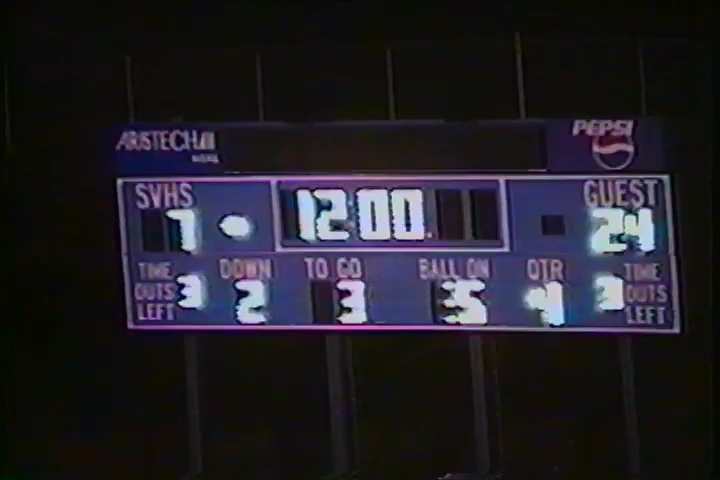 ARISTECH
PEPSI
SVHS
GUEST
7
12:00
24
TIME OUTS LEFT
3
DOWN
2
TO GO
3
BALL ON
35
QTR
4
3
TIME OUTS LEFT